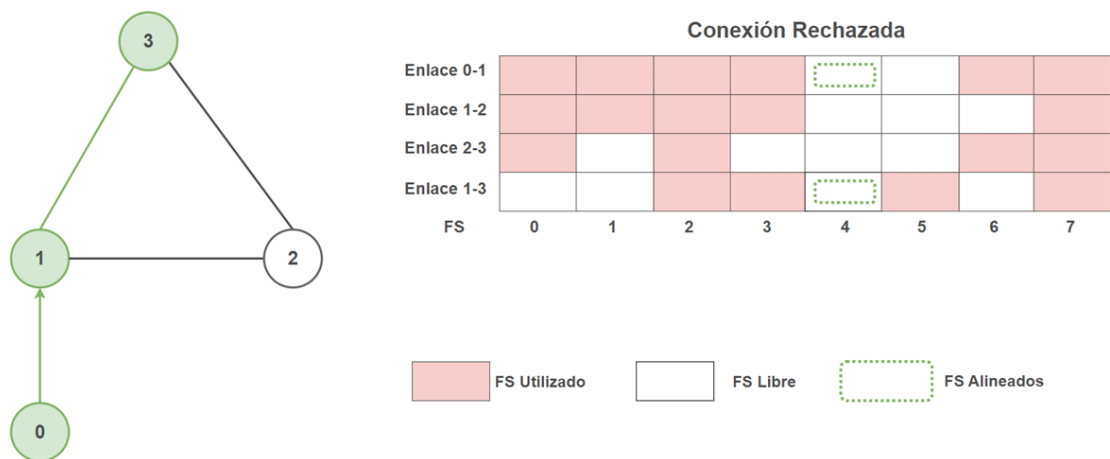 3
1
2
0
Conexión Rechazada
Enlace 0-1
Enlace 1-2
Enlace 2-3
Enlace 1-3
FS 0 1 2 3 4 5 6 7
FS Utilizado
FS Libre
FS Alineados